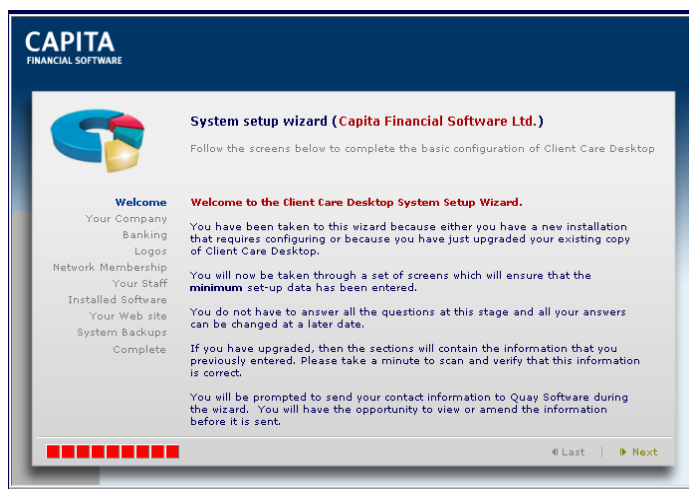 CAPITA
FINANCIAL SOFTWARE
System setup wizard (Capita Financial Software Ltd.)
Follow the screens below to complete the basic configuration of Client Care Desktop
Welcome
Your Company
Banking
Logos
Network Membership
Your Staff
Installed Software
Your Web site
System Backups
Complete
Welcome to the Client Care Desktop System Setup Wizard.
You have been taken to this wizard because either you have a new installation
that requires configuring or because you have just upgraded your existing copy
of Client Care Desktop.
You will now be taken through a set of screens which will ensure that the
minimum set-up data has been entered.
You do not have to answer all the questions at this stage and all your answers
can be changed at a later date.
If you have upgraded, then the sections will contain the information that you
previously entered. Please take a minute to scan and verify that this information
is correct.
You will be prompted to send your contact information to Quay Software during
the wizard. You will have the opportunity to view or amend the information
before it is sent.
Last | Next